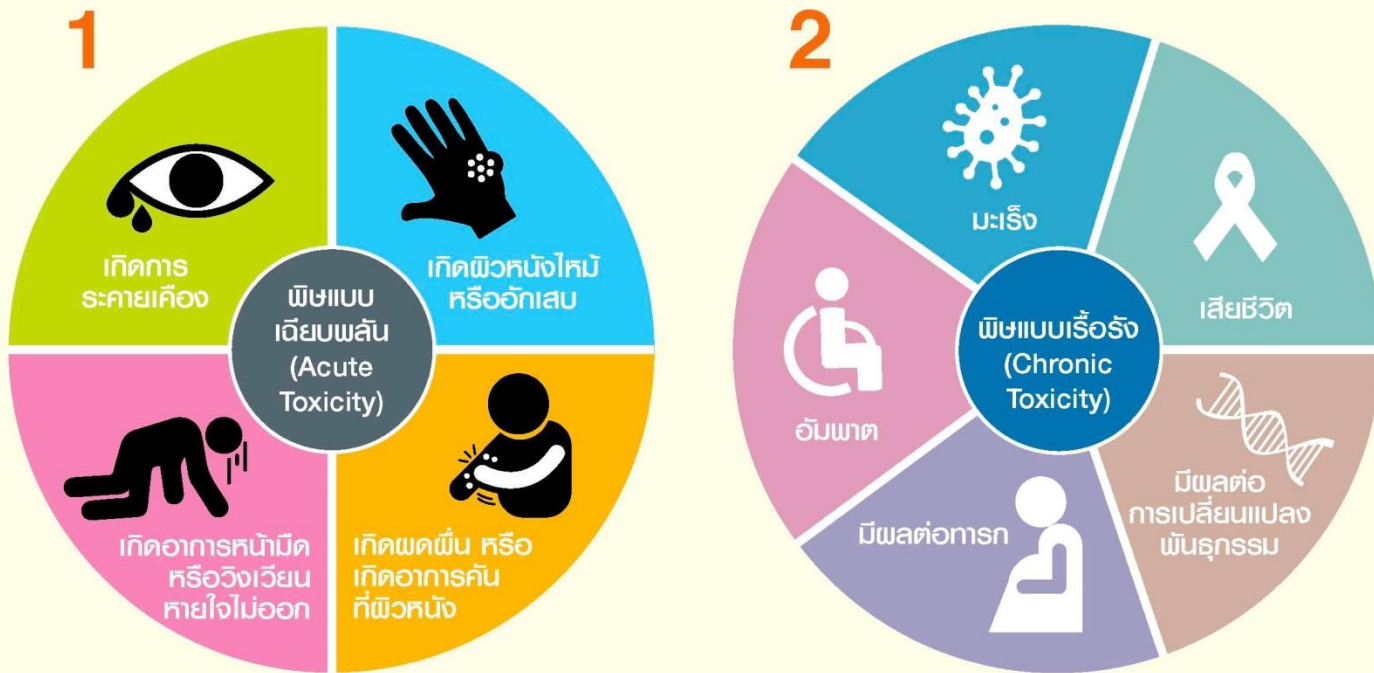 1
เกิดการ
ระคายเคือง
เกิดผิวหนังไหม้
หรืออักเสบ
พิษแบบ
เฉียบพลัน
(Acute
Toxicity)
เกิดอาการหน้ามืด
หรือวิงเวียน
หายใจไม่ออก
เกิดผดผื่น หรือ
เกิดอาการคัน
ที่ผิวหนัง
2
มะเร็ง
เสียชีวิต
พิษแบบเรื้อรัง
(Chronic
Toxicity)
อัมพาต
มีผลต่อทารก
มีผลต่อ
การเปลี่ยนแปลง
พันธุกรรม